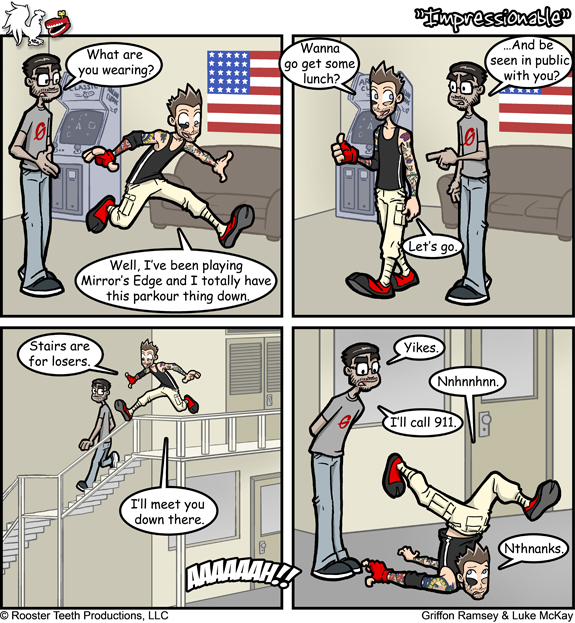 "Impressionable"
What are
you wearing?
Well, I've been playing
Mirror's Edge and I totally have
this parkour thing down.
Wanna
go get some
lunch?
...And be
seen in public
with you?
Let's go.
Stairs are
for losers.
I'll meet you
down there.
AAAAAAH!!
Yikes.
Nnhnnhnn.
I'll call 911.
Nthnanks.
© Rooster Teeth Productions, LLC
Griffon Ramsey & Luke McKay